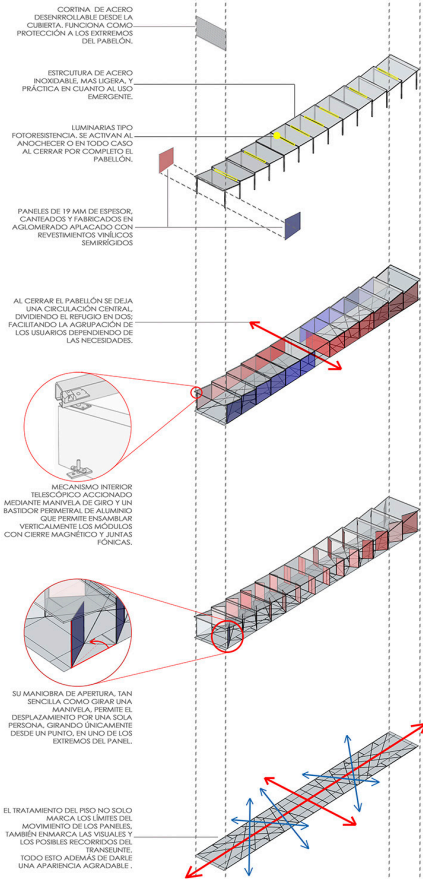 CORTINA DE ACERO
DESENRROLLABLE DESDE LA
CUBIERTA. FUNCIONA COMO
PROTECCIÓN A LOS EXTRREMOS
DEL PABELÓN.
ESTIRCUTURA DE ACERO
INOXIDABLE, MAS LIGERA, Y
PRÁCTICA EN CUANTO AL USO
EMERGENTE.
LUMINARIAS TIPO
FOTORESISTENCIA. SE ACTIVAN AL
ANOCHECER O EN TODO CASO
AL CERRAR POR COMPLETO EL
PABELLÓN.
PANELES DE 19 MM DE ESPESOR,
CANTEADOS Y FABRICADOS EN
AGLOMERADO APLACADO CON
REVESTIMIENTOS VINÍLICOS
SEMIRRÍGIDOS
AL CERRAR EL PABELLÓN SE DEJA
UNA CIRCULACIÓN CENTRAL,
DIVIDIENDO EL REFUGIO EN DOS;
FACILITANDO LA AGRUPACIÓN DE
LOS USUARIOS DEPENDIENDO DE
LAS NECESIDADES.
MECANISMO INTERIOR
TELESCÓPICO ACCIONADO
MEDIANTE MANIVELA DE GIRO Y UN
BASTIDOR PERIMETRAL DE ALUMINIO
QUE PERMITE ENSAMBLAR
VERTICALMENTE LOS MÓDULOS
CON CIERRE MAGNÉTICO Y JUNTAS
FÓNICAS.
SU MANIOBRA DE APERTURA, TAN
SENCILLA COMO GIRAR UNA
MANIVELA, PERMITE EL
DESPLAZAMIENTO POR UNA SOLA
PERSONA, GIRANDO ÚNICAMENTE
DESDE UN PUNTO, EN UNO DE LOS
EXTREMOS DEL PANEL.
EL TRATAMIENTO DEL PISO NO SOLO
MARCA LOS LÍMITES DEL
MOVIMIENTO DE LOS PANELES,
TAMBIÉN ENMARCA LAS VISUALES Y
LOS POSIBLES RECORRIDOS DEL
TRANSEUNTE.
TODO ESTO ADEMÁS DE DARLE
UNA APARIENCIA AGRADABLE .